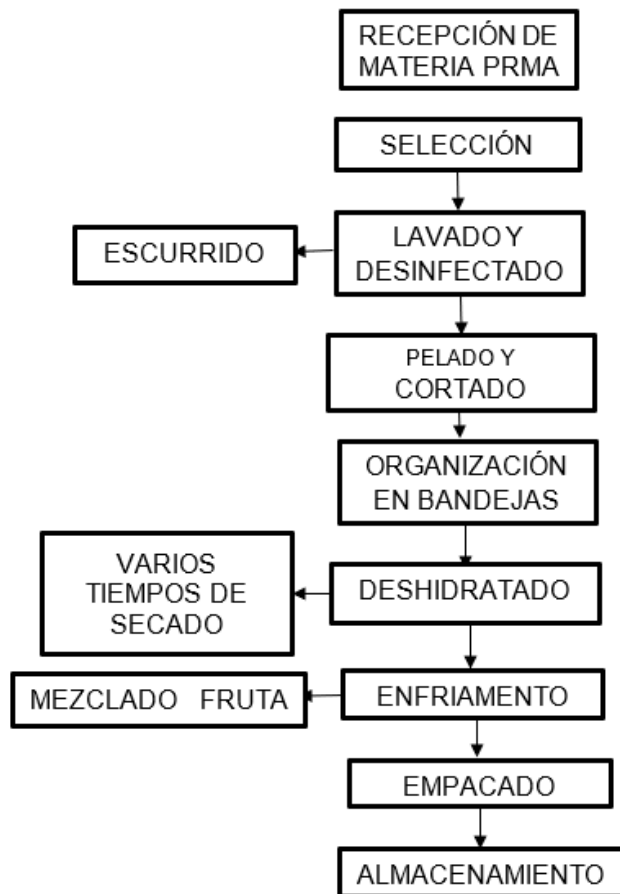 RECEPCIÓN DE
MATERIA PRMA
SELECCIÓN
LAVADO Y
DESINFECTADO
ESCURRIDO
PELADO Y
CORTADO
ORGANIZACIÓN
EN BANDEJAS
DESHIDRATADO
VARIOS
TIEMPOS DE
SECADO
ENFRIAMENTO
MEZCLADO FRUTA
EMPACADO
ALMACENAMIENTO